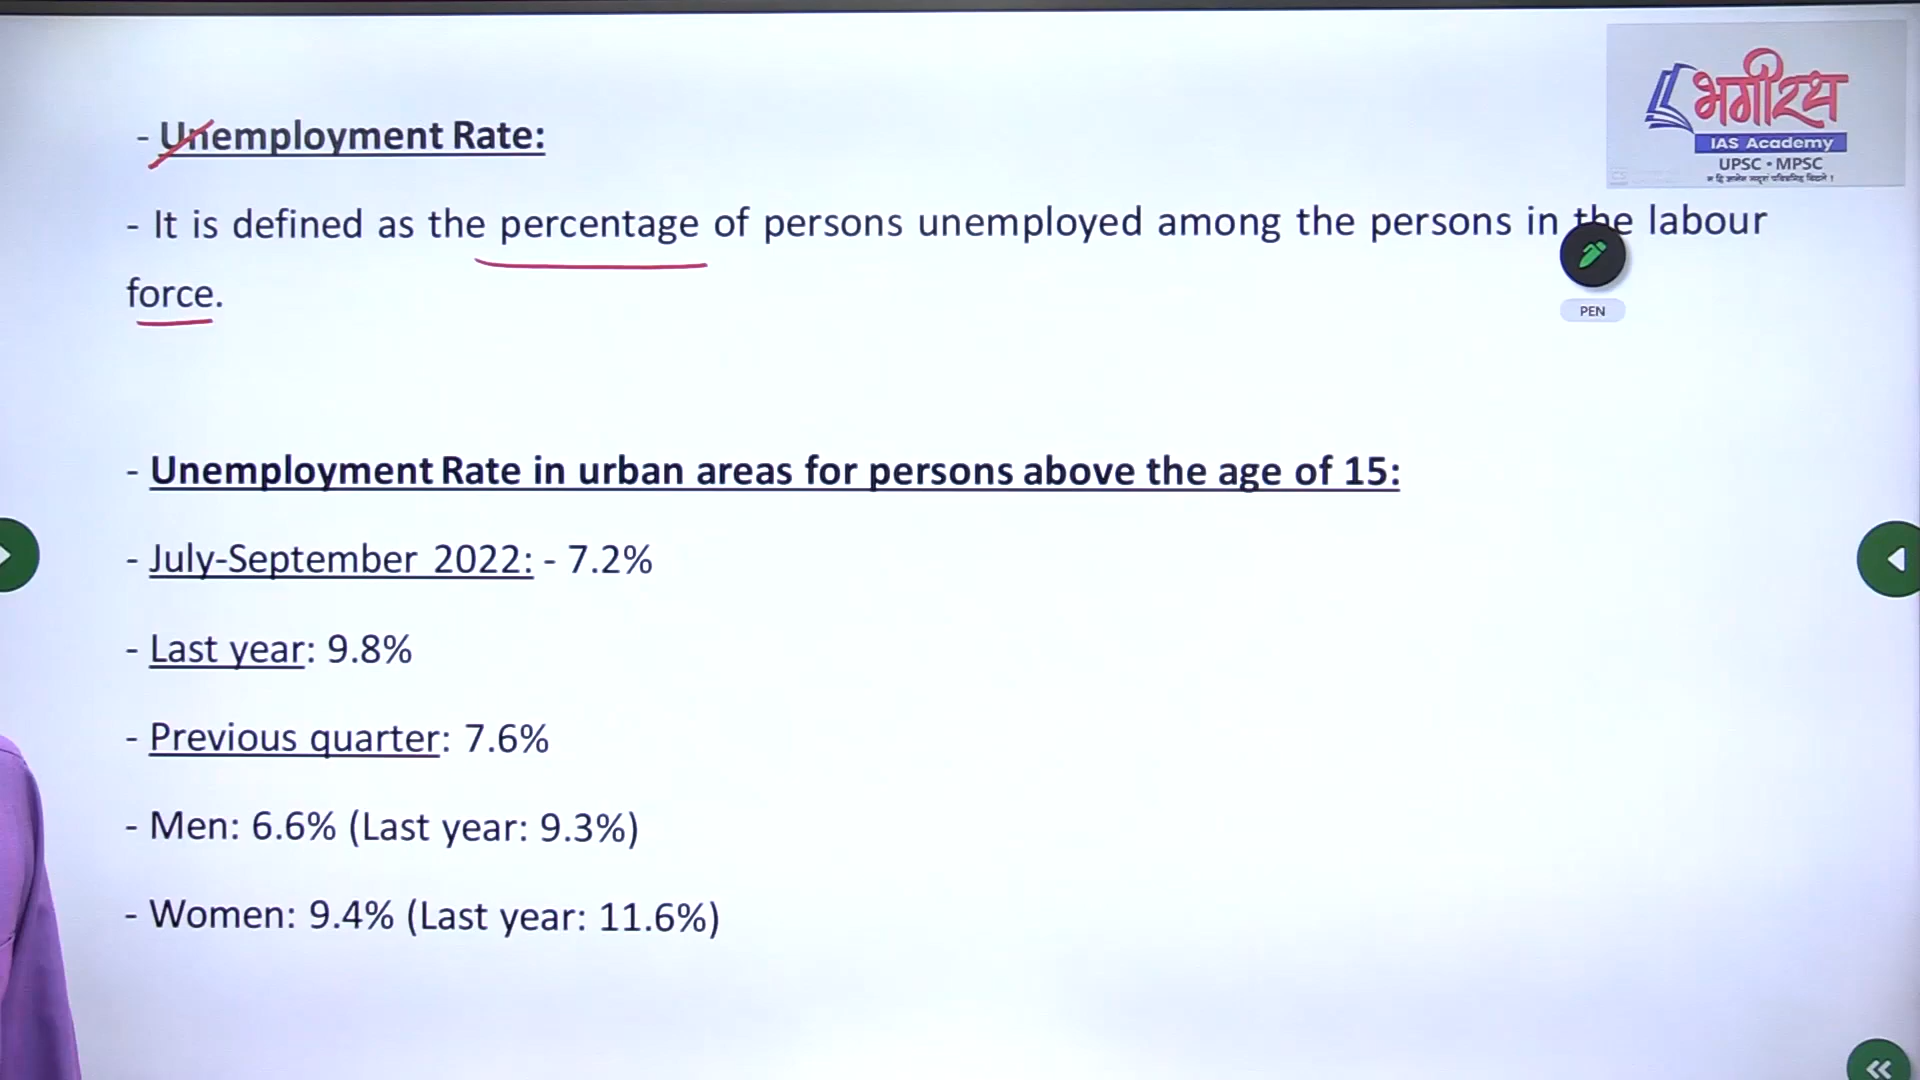 - Unemployment Rate:
- It is defined as the percentage of persons unemployed among the persons in the labour
force.
- Unemployment Rate in urban areas for persons above the age of 15:
- July-September 2022: - 7.2%
- Last year: 9.8%
- Previous quarter: 7.6%
- Men: 6.6% (Last year: 9.3%)
- Women: 9.4% (Last year: 11.6%)
भगीरथ
IAS Academy
UPSC • MPSC
PEN